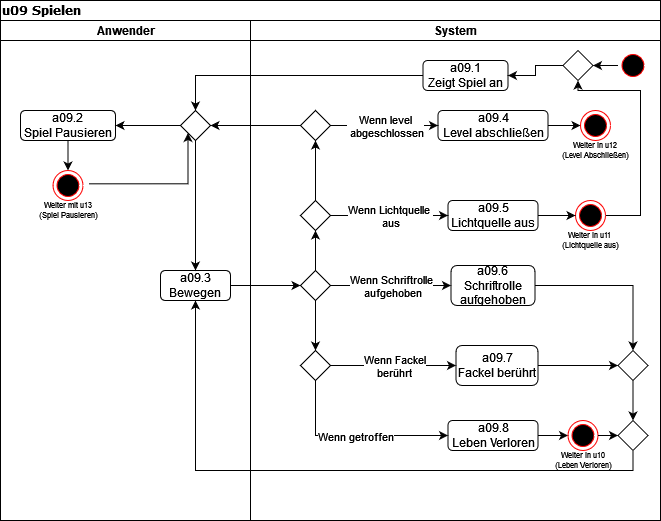 u09 Spielen
Anwender
System
a09.1
Zeigt Spiel an
a09.2
Spiel Pausieren
Wenn level
abgeschlossen
a09.4
Level abschließen
Weiter in u12
(Level Abschließen)
Weiter mit u13
(Spiel Pausieren)
Wenn Lichtquelle
aus
a09.5
Lichtquelle aus
Weiter in u11
(Lichtquelle aus)
a09.3
Bewegen
Wenn Schriftrolle
aufgehoben
a09.6
Schriftrolle
aufgehoben
Wenn Fackel
berührt
a09.7
Fackel berührt
Wenn getroffen
a09.8
Leben Verloren
Weiter in u10
(Leben Verloren)